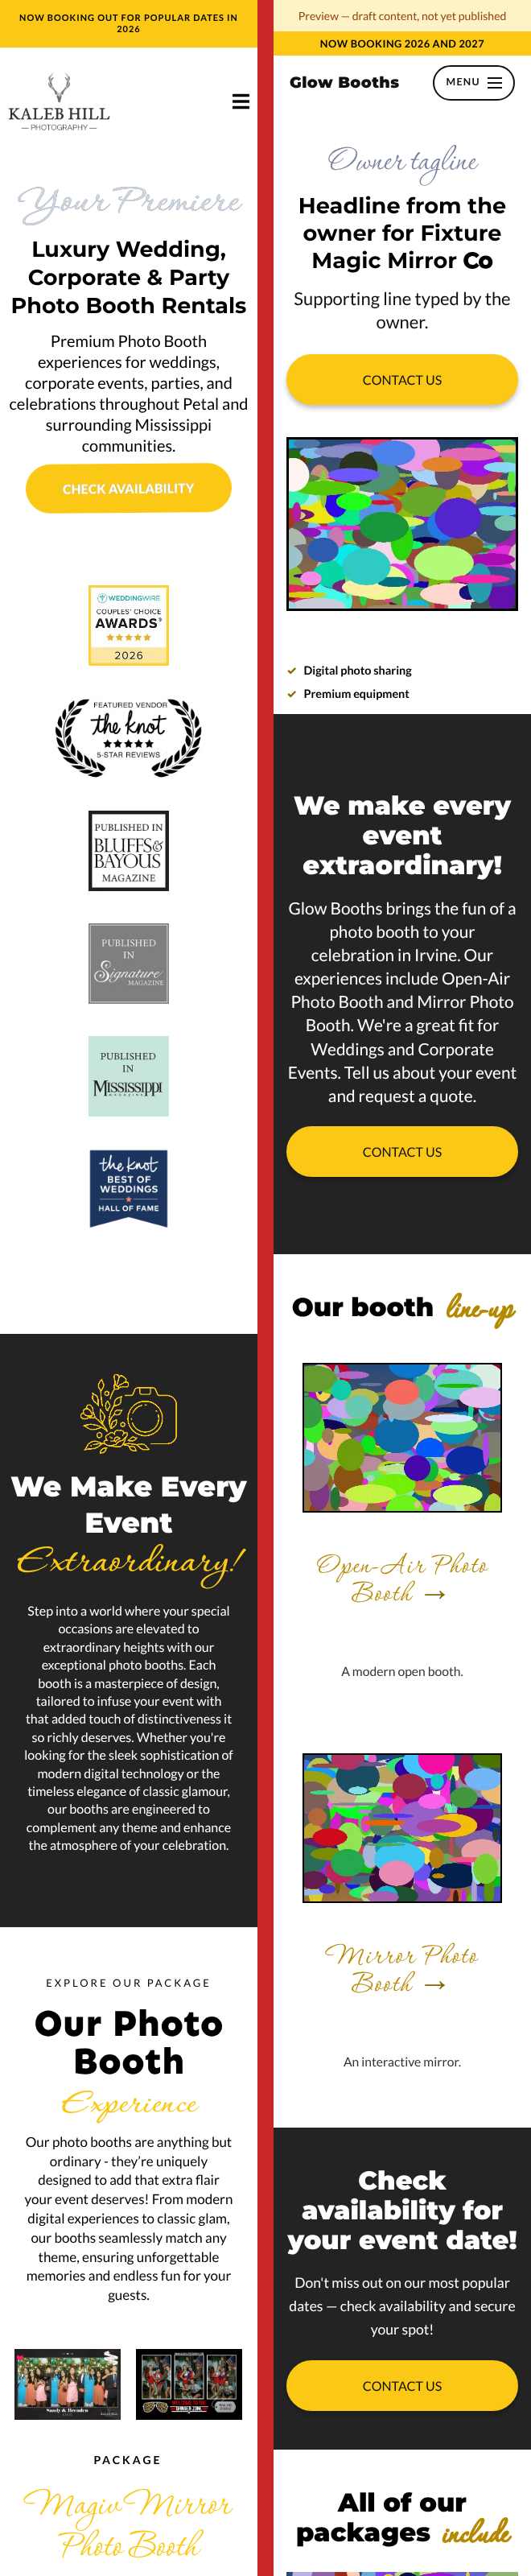 NOW BOOKING OUT FOR POPULAR DATES IN
2026
KALEB HILL
— PHOTOGRAPHY —
Your Premiere
Luxury Wedding,
Corporate & Party
Photo Booth Rentals
Premium Photo Booth
experiences for weddings,
corporate events, parties, and
celebrations throughout Petal and
surrounding Mississippi
communities.
CHECK AVAILABILITY
WEDDINGWIRE
COUPLES' CHOICE
AWARDS®
★★★★★
2026
FEATURED VENDOR
the knot
★★★★★
5-STAR REVIEWS
PUBLISHED IN
BLUFFS&
BAYOUS
MAGAZINE
PUBLISHED
IN
Signature
MAGAZINE
PUBLISHED
IN
MISSISSIPPI
MAGAZINE
the knot
BEST OF
WEDDINGS
HALL OF FAME
We Make Every
Event
Extraordinary!
Step into a world where your special
occasions are elevated to
extraordinary heights with our
exceptional photo booths. Each
booth is a masterpiece of design,
tailored to infuse your event with
that added touch of distinctiveness it
so richly deserves. Whether you're
looking for the sleek sophistication of
modern digital technology or the
timeless elegance of classic glamour,
our booths are engineered to
complement any theme and enhance
the atmosphere of your celebration.
EXPLORE OUR PACKAGE
Our Photo
Booth
Experience
Our photo booths are anything but
ordinary - they're uniquely
designed to add that extra flair
your event deserves! From modern
digital experiences to classic glam,
our booths seamlessly match any
theme, ensuring unforgettable
memories and endless fun for your
guests.
PACKAGE
Magiv Mirror
Photo Booth
Preview — draft content, not yet published
NOW BOOKING 2026 AND 2027
Glow Booths
MENU
Owner tagline
Headline from the
owner for Fixture
Magic Mirror Co
Supporting line typed by the
owner.
CONTACT US
✓ Digital photo sharing
✓ Premium equipment
We make every
event
extraordinary!
Glow Booths brings the fun of a
photo booth to your
celebration in Irvine. Our
experiences include Open-Air
Photo Booth and Mirror Photo
Booth. We're a great fit for
Weddings and Corporate
Events. Tell us about your event
and request a quote.
CONTACT US
Our booth line-up
Open-Air Photo
Booth →
A modern open booth.
Mirror Photo
Booth →
An interactive mirror.
Check
availability for
your event date!
Don't miss out on our most popular
dates — check availability and secure
your spot!
CONTACT US
All of our
packages include